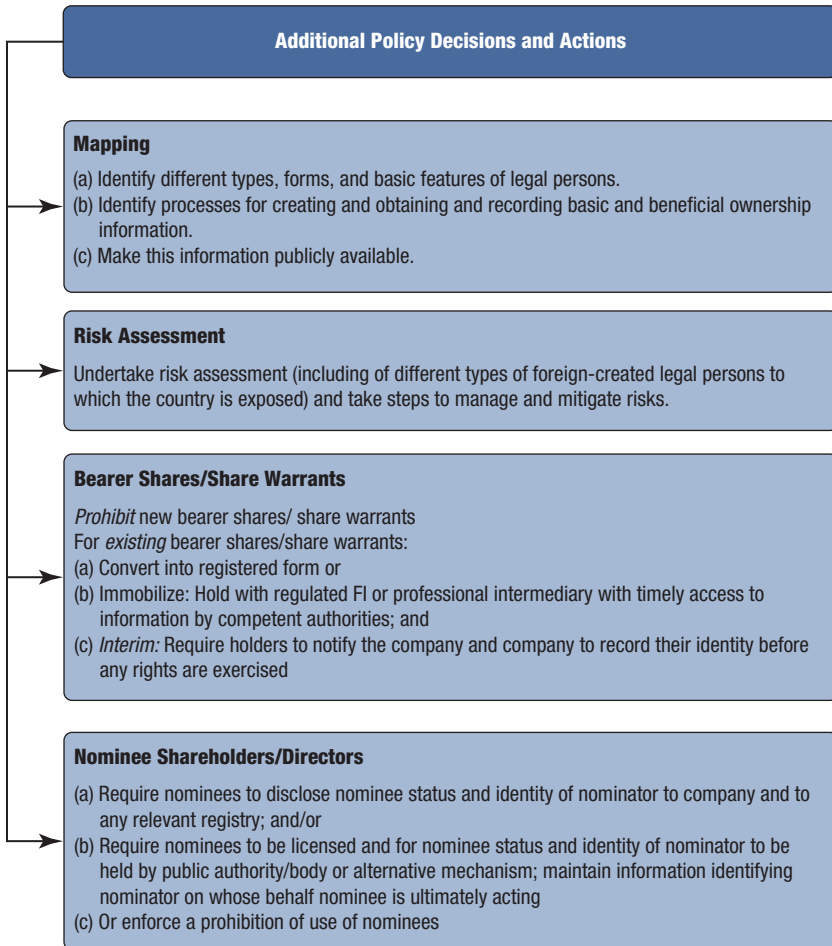 Additional Policy Decisions and Actions
Mapping
(a) Identify different types, forms, and basic features of legal persons.
(b) Identify processes for creating and obtaining and recording basic and beneficial ownership
information.
(c) Make this information publicly available.
Risk Assessment
Undertake risk assessment (including of different types of foreign-created legal persons to
which the country is exposed) and take steps to manage and mitigate risks.
Bearer Shares/Share Warrants
Prohibit new bearer shares/ share warrants
For existing bearer shares/share warrants:
(a) Convert into registered form or
(b) Immobilize: Hold with regulated FI or professional intermediary with timely access to
information by competent authorities; and
(c) Interim: Require holders to notify the company and company to record their identity before
any rights are exercised
Nominee Shareholders/Directors
(a) Require nominees to disclose nominee status and identity of nominator to company and to
any relevant registry; and/or
(b) Require nominees to be licensed and for nominee status and identity of nominator to be
held by public authority/body or alternative mechanism; maintain information identifying
nominator on whose behalf nominee is ultimately acting
(c) Or enforce a prohibition of use of nominees